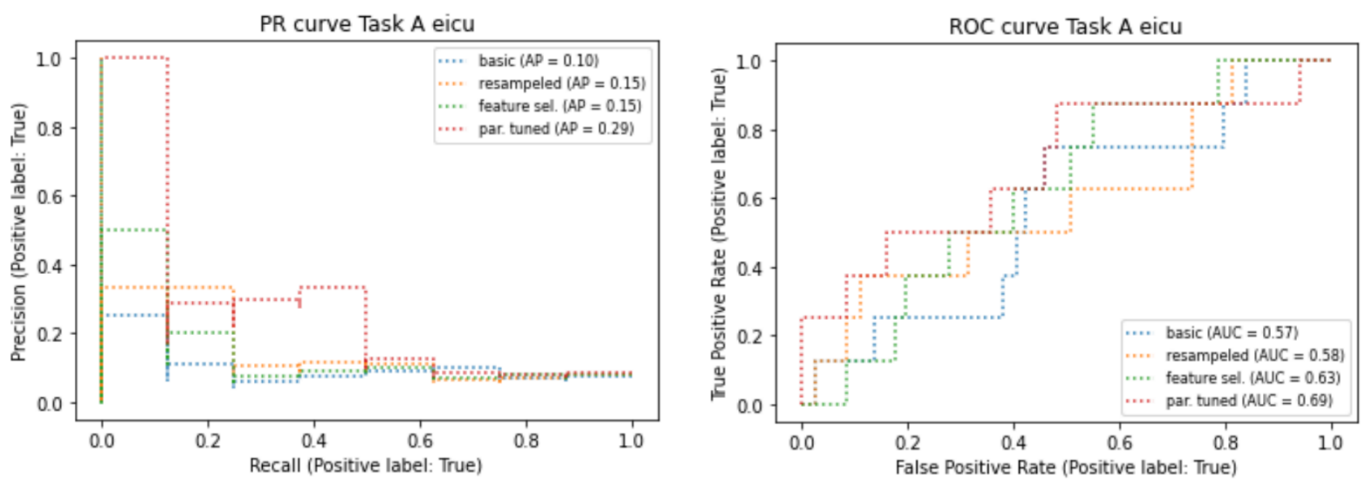 PR curve Task A eicu
Precision (Positive label: True)
1.0
0.8
0.6
0.4
0.2
0.0
basic (AP = 0.10)
resampeled (AP = 0.15)
feature sel. (AP = 0.15)
par. tuned (AP = 0.29)
0.0 0.2 0.4 0.6 0.8 1.0
Recall (Positive label: True)
ROC curve Task A eicu
True Positive Rate (Positive label: True)
1.0
0.8
0.6
0.4
0.2
0.0
basic (AUC = 0.57)
resampeled (AUC = 0.58)
feature sel. (AUC = 0.63)
par. tuned (AUC = 0.69)
0.0 0.2 0.4 0.6 0.8 1.0
False Positive Rate (Positive label: True)